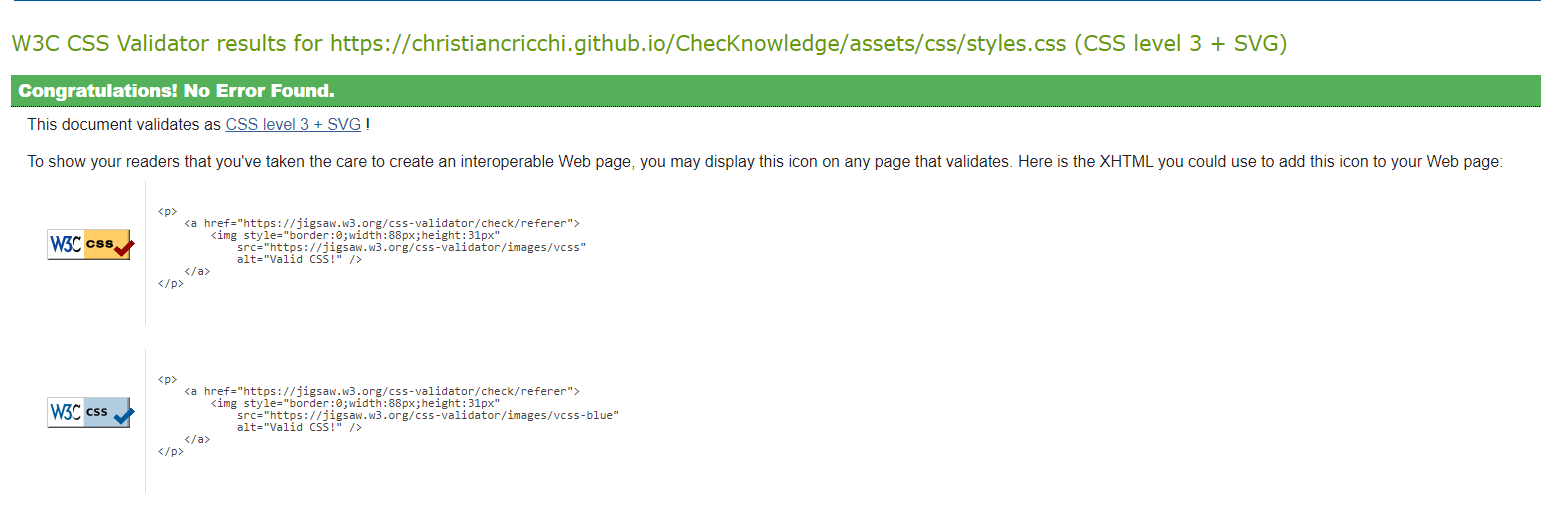 W3C CSS Validator results for https://christiancricchi.github.io/ChecKnowledge/assets/css/styles.css (CSS level 3 + SVG)
Congratulations! No Error Found.
This document validates as CSS level 3 + SVG !
To show your readers that you've taken the care to create an interoperable Web page, you may display this icon on any page that validates. Here is the XHTML you could use to add this icon to your Web page:
W3C css
<p>
    <a href="https://jigsaw.w3.org/css-validator/check/referer">
        <img style="border:0;width:88px;height:31px"
            src="https://jigsaw.w3.org/css-validator/images/vcss"
            alt="Valid CSS!" />
    </a>
</p>
W3C css
<p>
    <a href="https://jigsaw.w3.org/css-validator/check/referer">
        <img style="border:0;width:88px;height:31px"
            src="https://jigsaw.w3.org/css-validator/images/vcss-blue"
            alt="Valid CSS!" />
    </a>
</p>